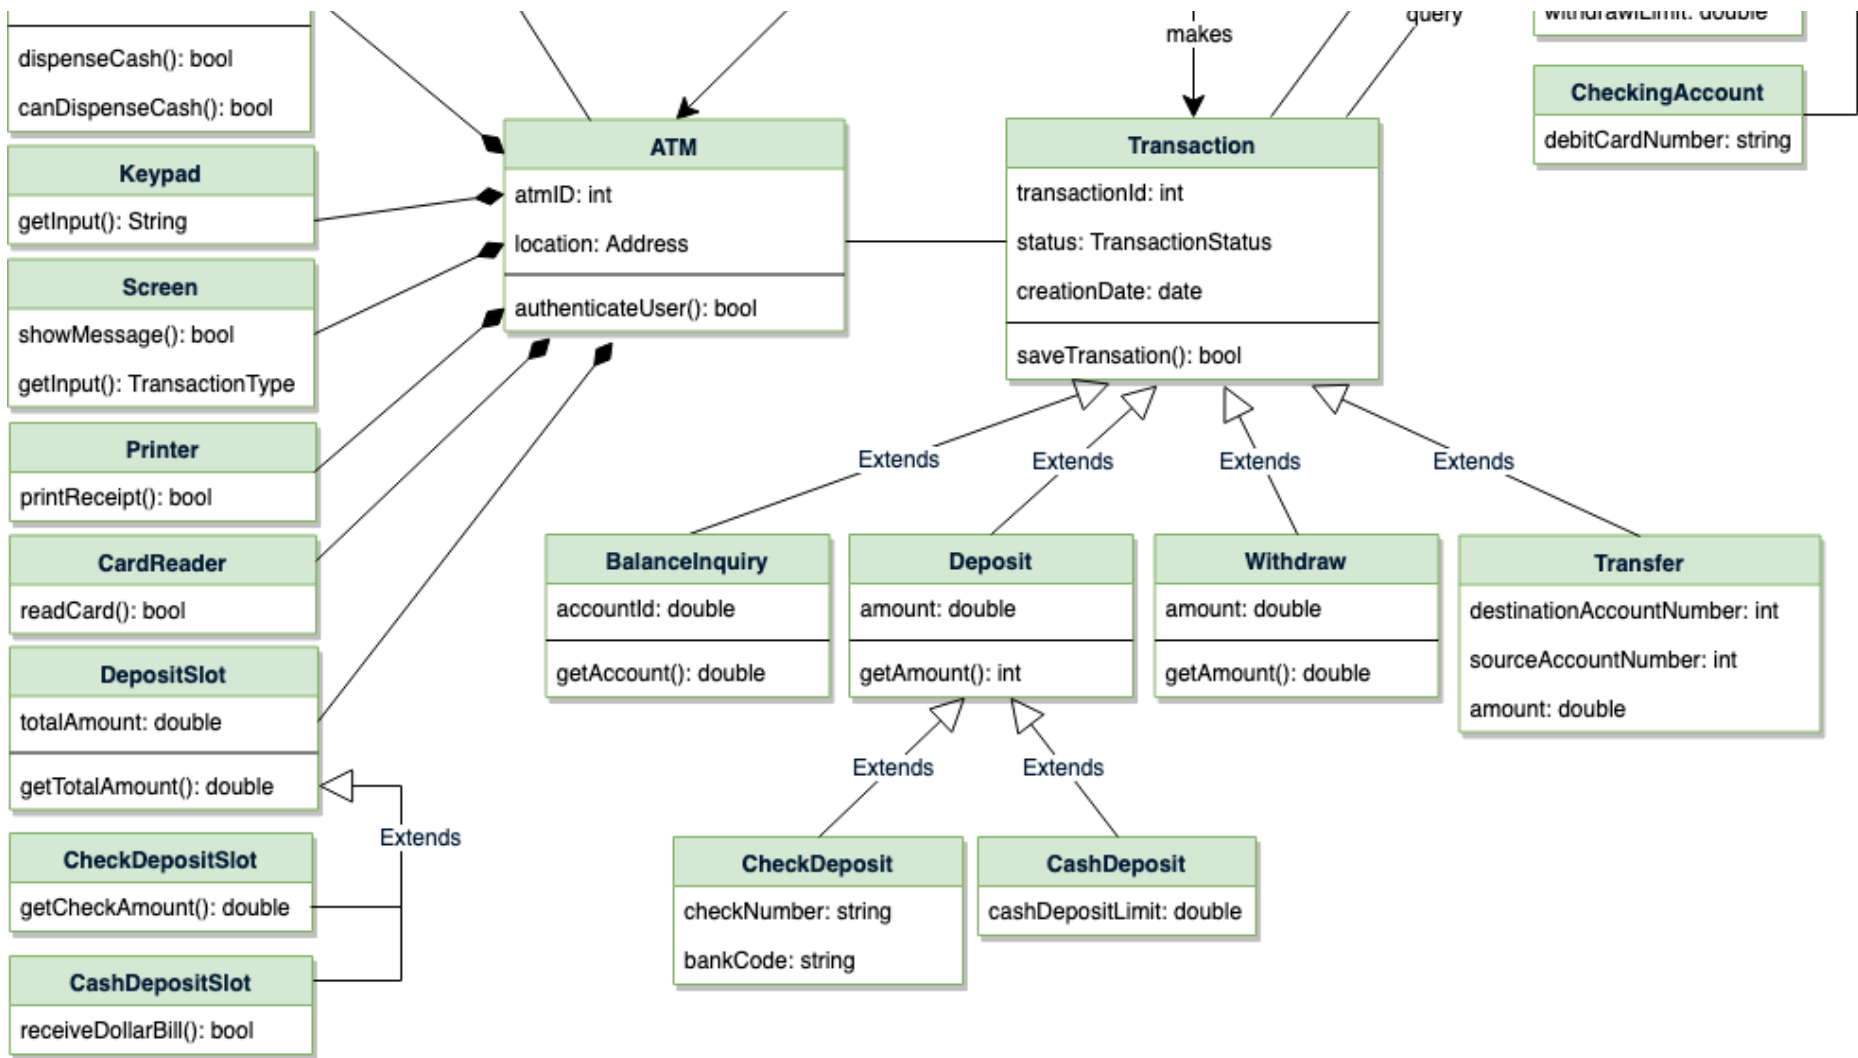 dispenseCash(): bool
canDispenseCash(): bool
Keypad
getInput(): String
Screen
showMessage(): bool
getInput(): TransactionType
Printer
printReceipt(): bool
CardReader
readCard(): bool
DepositSlot
totalAmount: double
getTotalAmount(): double
Extends
CheckDepositSlot
getCheckAmount(): double
CashDepositSlot
receiveDollarBill(): bool
ATM
atmID: int
location: Address
authenticateUser(): bool
makes
query
Transaction
transactionId: int
status: TransactionStatus
creationDate: date
saveTransation(): bool
withdrawlLimit: double
CheckingAccount
debitCardNumber: string
Extends
Extends
Extends
Extends
BalanceInquiry
accountId: double
getAccount(): double
Deposit
amount: double
getAmount(): int
Withdraw
amount: double
getAmount(): double
Transfer
destinationAccountNumber: int
sourceAccountNumber: int
amount: double
Extends
Extends
CheckDeposit
checkNumber: string
bankCode: string
CashDeposit
cashDepositLimit: double